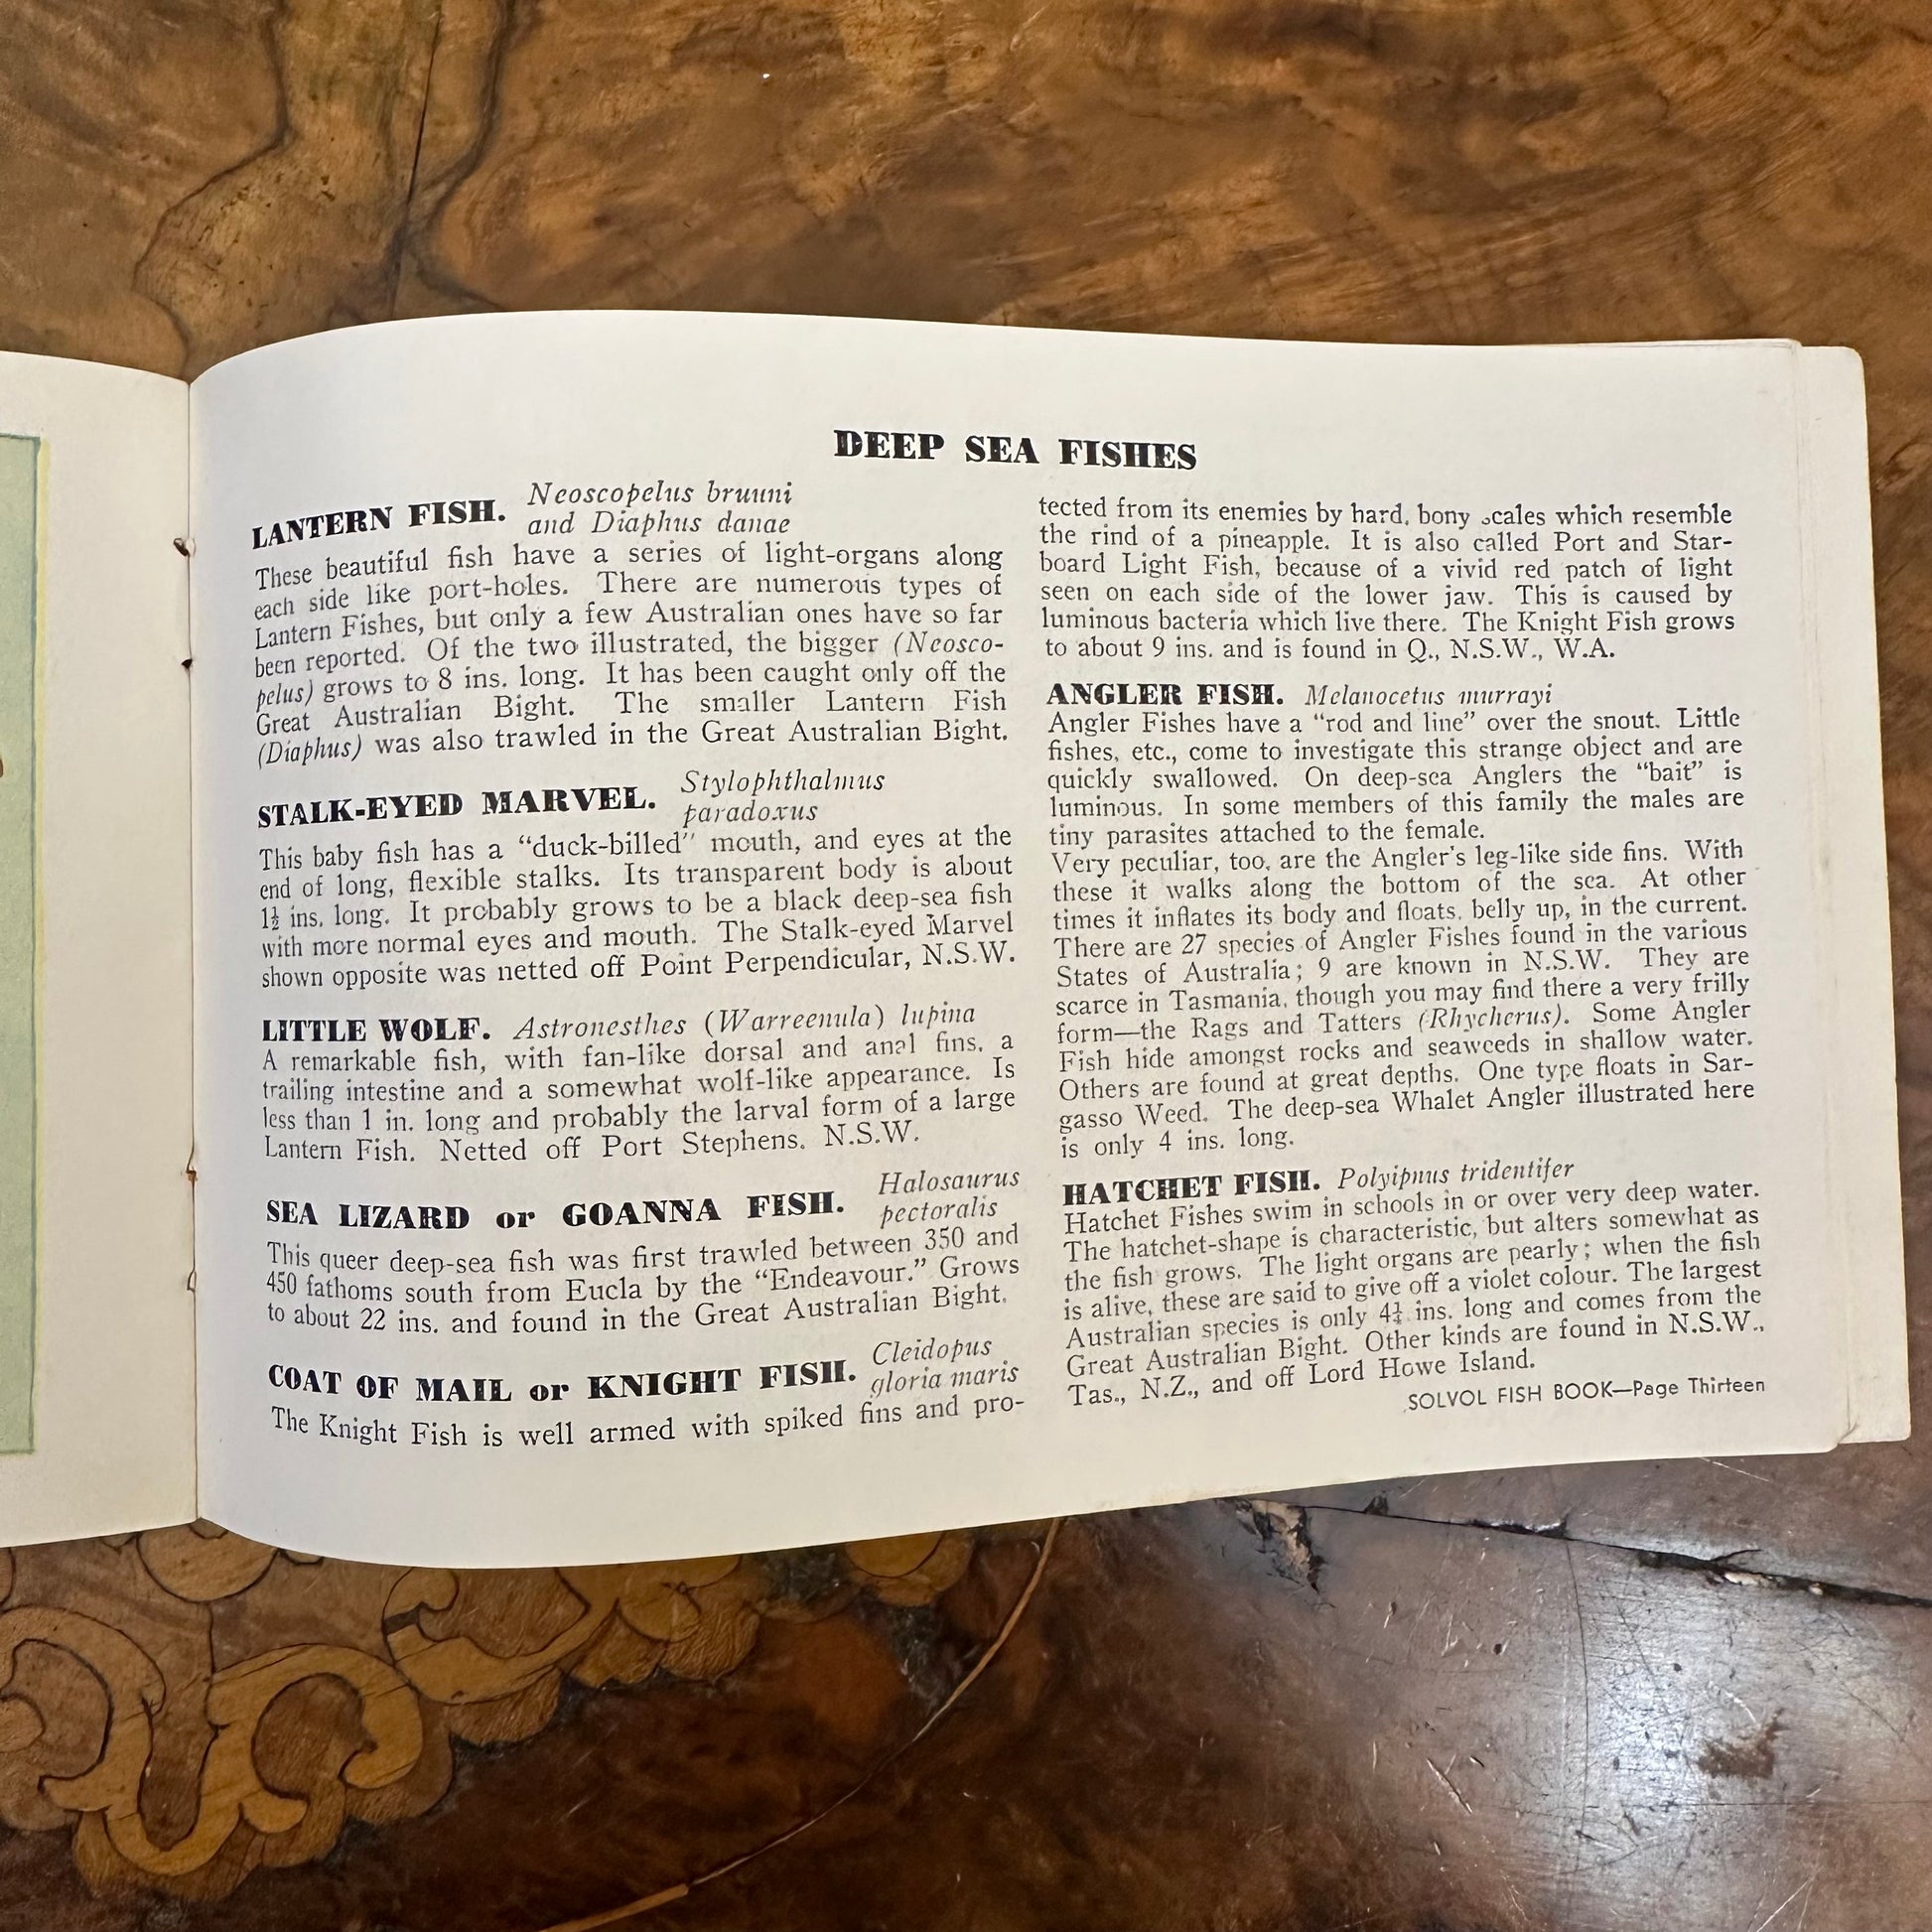 DEEP SEA FISHES
LANTERN FISH. Neoscopelus bruuni
and Diaphus danae
These beautiful fish have a series of light-organs along
each side like port-holes. There are numerous types of
Lantern Fishes, but only a few Australian ones have so far
been reported. Of the two illustrated, the bigger (Neosco-
pelus) grows to 8 ins. long. It has been caught only off the
Great Australian Bight. The smaller Lantern Fish
(Diaphus) was also trawled in the Great Australian Bight.
STALK-EYED MARVEL. Stylophthalmus
paradoxus
This baby fish has a "duck-billed" mouth, and eyes at the
end of long, flexible stalks. Its transparent body is about
1½ ins. long. It probably grows to be a black deep-sea fish
with more normal eyes and mouth. The Stalk-eyed Marvel
shown opposite was netted off Point Perpendicular, N.S.W.
LITTLE WOLF. Astronesthes (Warreenula) lupina
A remarkable fish, with fan-like dorsal and anal fins, a
trailing intestine and a somewhat wolf-like appearance. Is
less than 1 in. long and probably the larval form of a large
Lantern Fish. Netted off Port Stephens, N.S.W.
SEA LIZARD or GOANNA FISH. Halosaurus
pectoralis
This queer deep-sea fish was first trawled between 350 and
450 fathoms south from Eucla by the "Endeavour." Grows
to about 22 ins. and found in the Great Australian Bight.
COAT OF MAIL or KNIGHT FISH. Cleidopus
gloria maris
The Knight Fish is well armed with spiked fins and pro-
tected from its enemies by hard, bony scales which resemble
the rind of a pineapple. It is also called Port and Star-
board Light Fish, because of a vivid red patch of light
seen on each side of the lower jaw. This is caused by
luminous bacteria which live there. The Knight Fish grows
to about 9 ins. and is found in Q., N.S.W., W.A.
ANGLER FISH. Melanocetus murrayi
Angler Fishes have a "rod and line" over the snout. Little
fishes, etc., come to investigate this strange object and are
quickly swallowed. On deep-sea Anglers the "bait" is
luminous. In some members of this family the males are
tiny parasites attached to the female.
Very peculiar, too, are the Angler's leg-like side fins. With
these it walks along the bottom of the sea. At other
times it inflates its body and floats, belly up, in the current.
There are 27 species of Angler Fishes found in the various
States of Australia; 9 are known in N.S.W. They are
scarce in Tasmania, though you may find there a very frilly
form—the Rags and Tatters (Rhycherus). Some Angler
Fish hide amongst rocks and seaweeds in shallow water.
Others are found at great depths. One type floats in Sar-
gasso Weed. The deep-sea Whalet Angler illustrated here
is only 4 ins. long.
HATCHET FISH. Polyipnus tridentifer
Hatchet Fishes swim in schools in or over very deep water.
The hatchet-shape is characteristic, but alters somewhat as
the fish grows. The light organs are pearly; when the fish
is alive, these are said to give off a violet colour. The largest
Australian species is only ins. long and comes from the
Great Australian Bight. Other kinds are found in N.S.W.,
Tas., N.Z., and off Lord Howe Island.
SOLVOL FISH BOOK—Page Thirteen